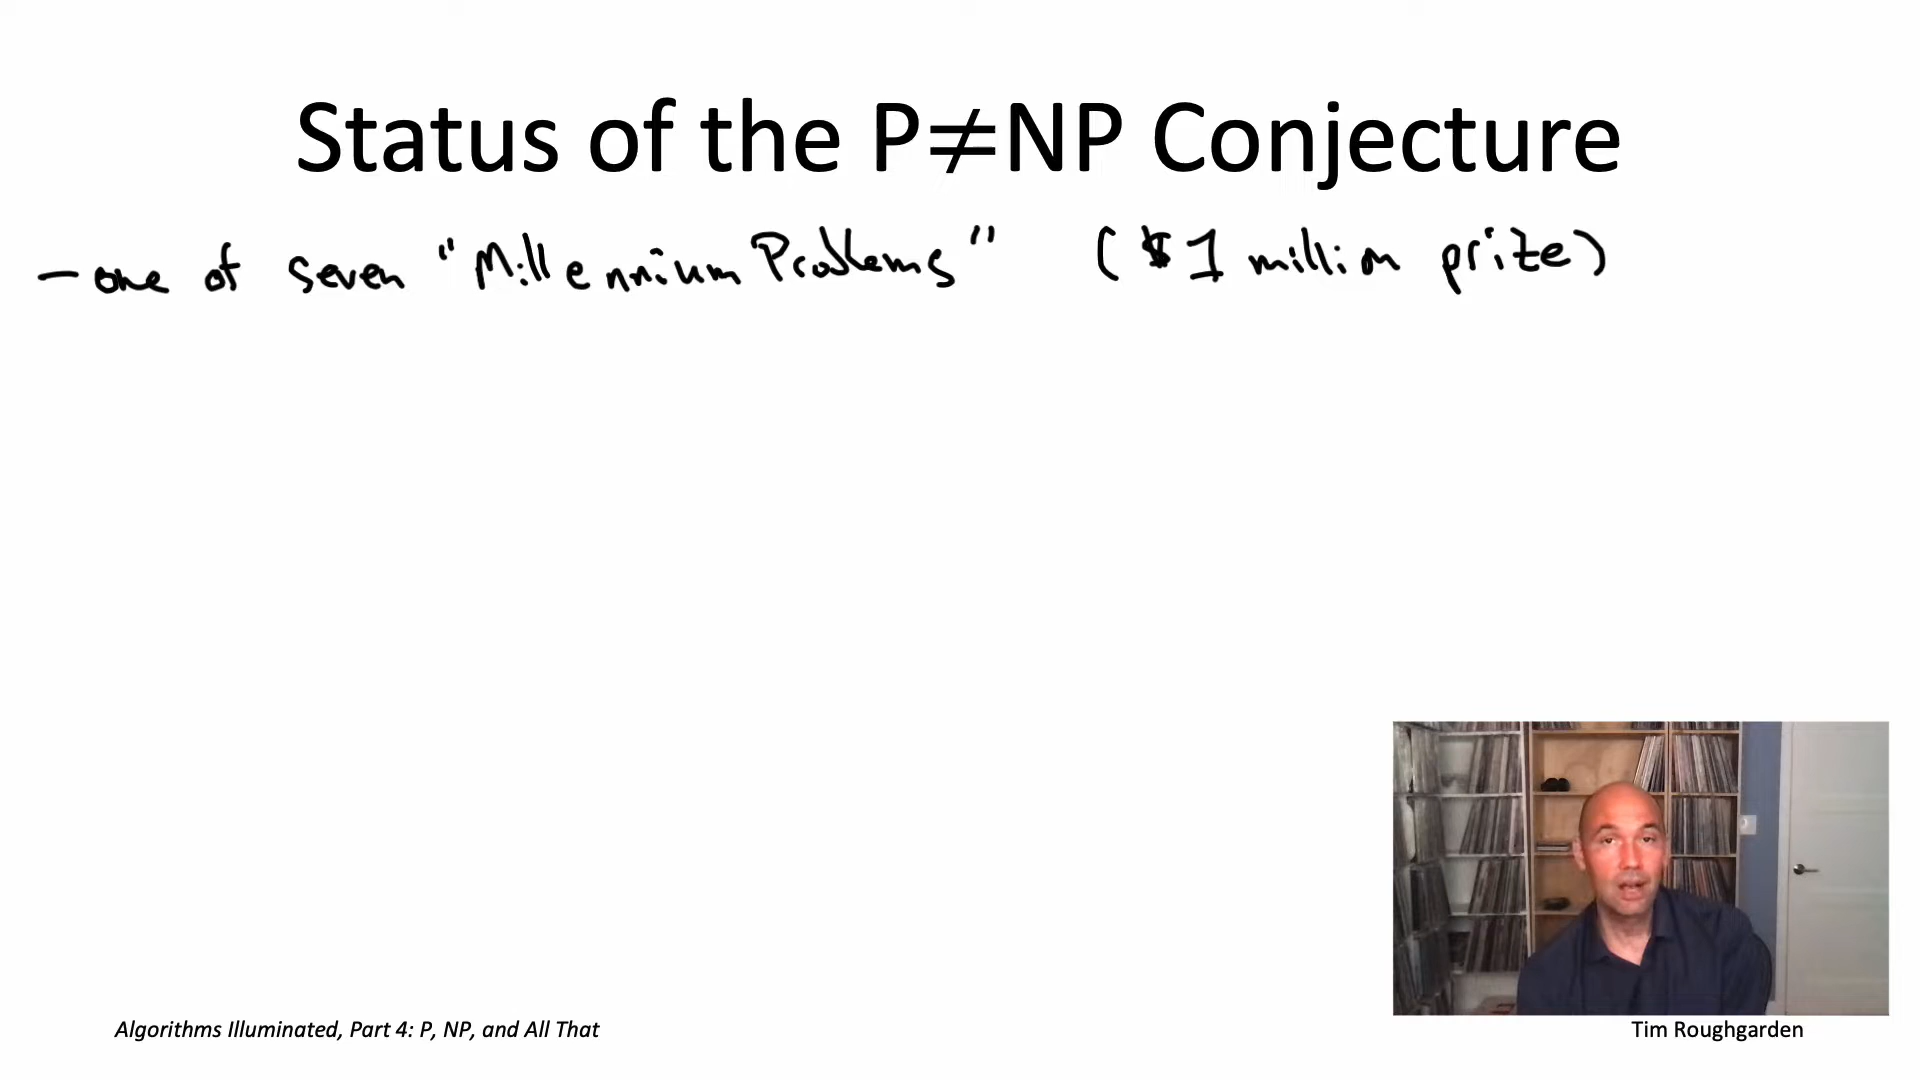 Status of the P≠NP Conjecture
– one of seven "Millennium Problems" ($1 million prize)
Algorithms Illuminated, Part 4: P, NP, and All That
Tim Roughgarden